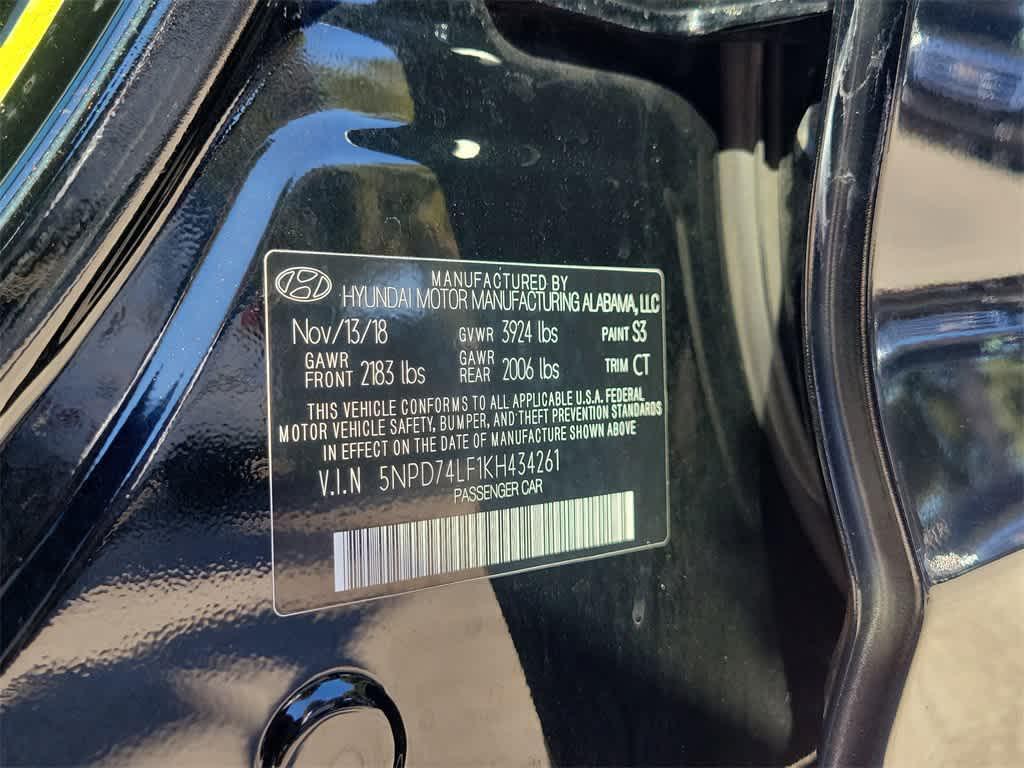 MANUFACTURED BY
HYUNDAI MOTOR MANUFACTURING ALABAMA, LLC
Nov/13/18 GVWR 3924 lbs PAINT S3
GAWR FRONT 2183 lbs GAWR REAR 2006 lbs TRIM CT
THIS VEHICLE CONFORMS TO ALL APPLICABLE U.S.A. FEDERAL
MOTOR VEHICLE SAFETY, BUMPER, AND THEFT PREVENTION STANDARDS
IN EFFECT ON THE DATE OF MANUFACTURE SHOWN ABOVE
V.I.N 5NPD74LF1KH434261
PASSENGER CAR